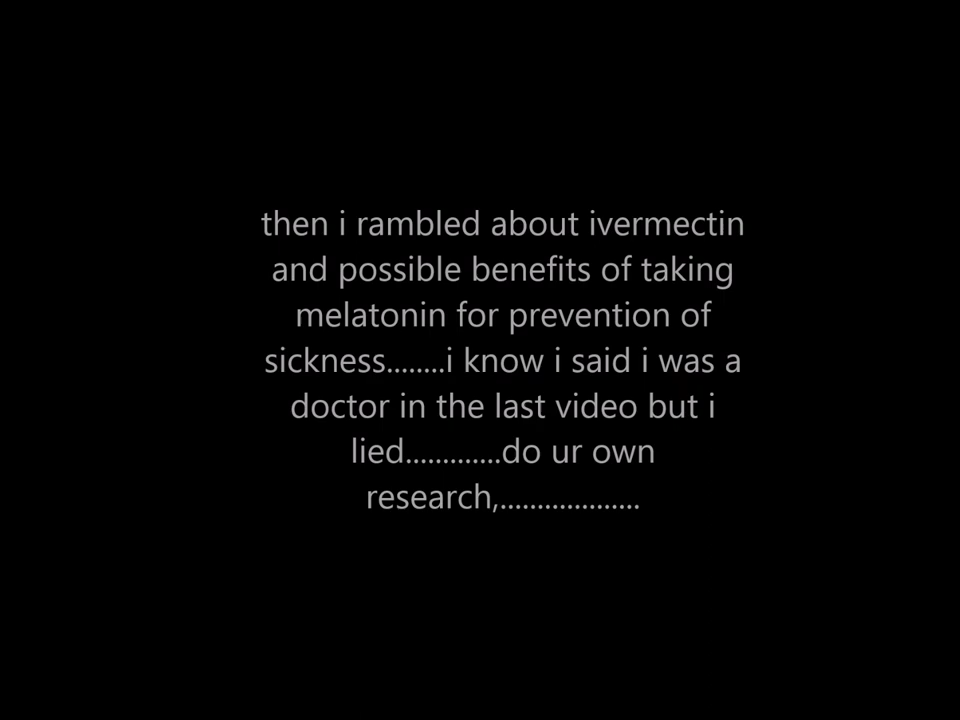 then i rambled about ivermectin
and possible benefits of taking
melatonin for prevention of
sickness........i know i said i was a
doctor in the last video but i
lied.............do ur own
research,...................